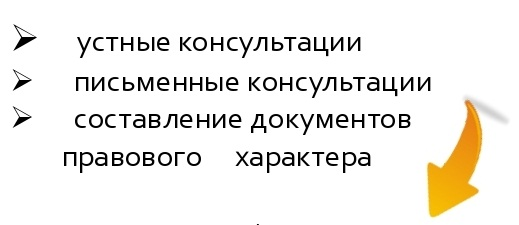 ➢ устные консультации
➢ письменные консультации
➢ составление документов
правового характера